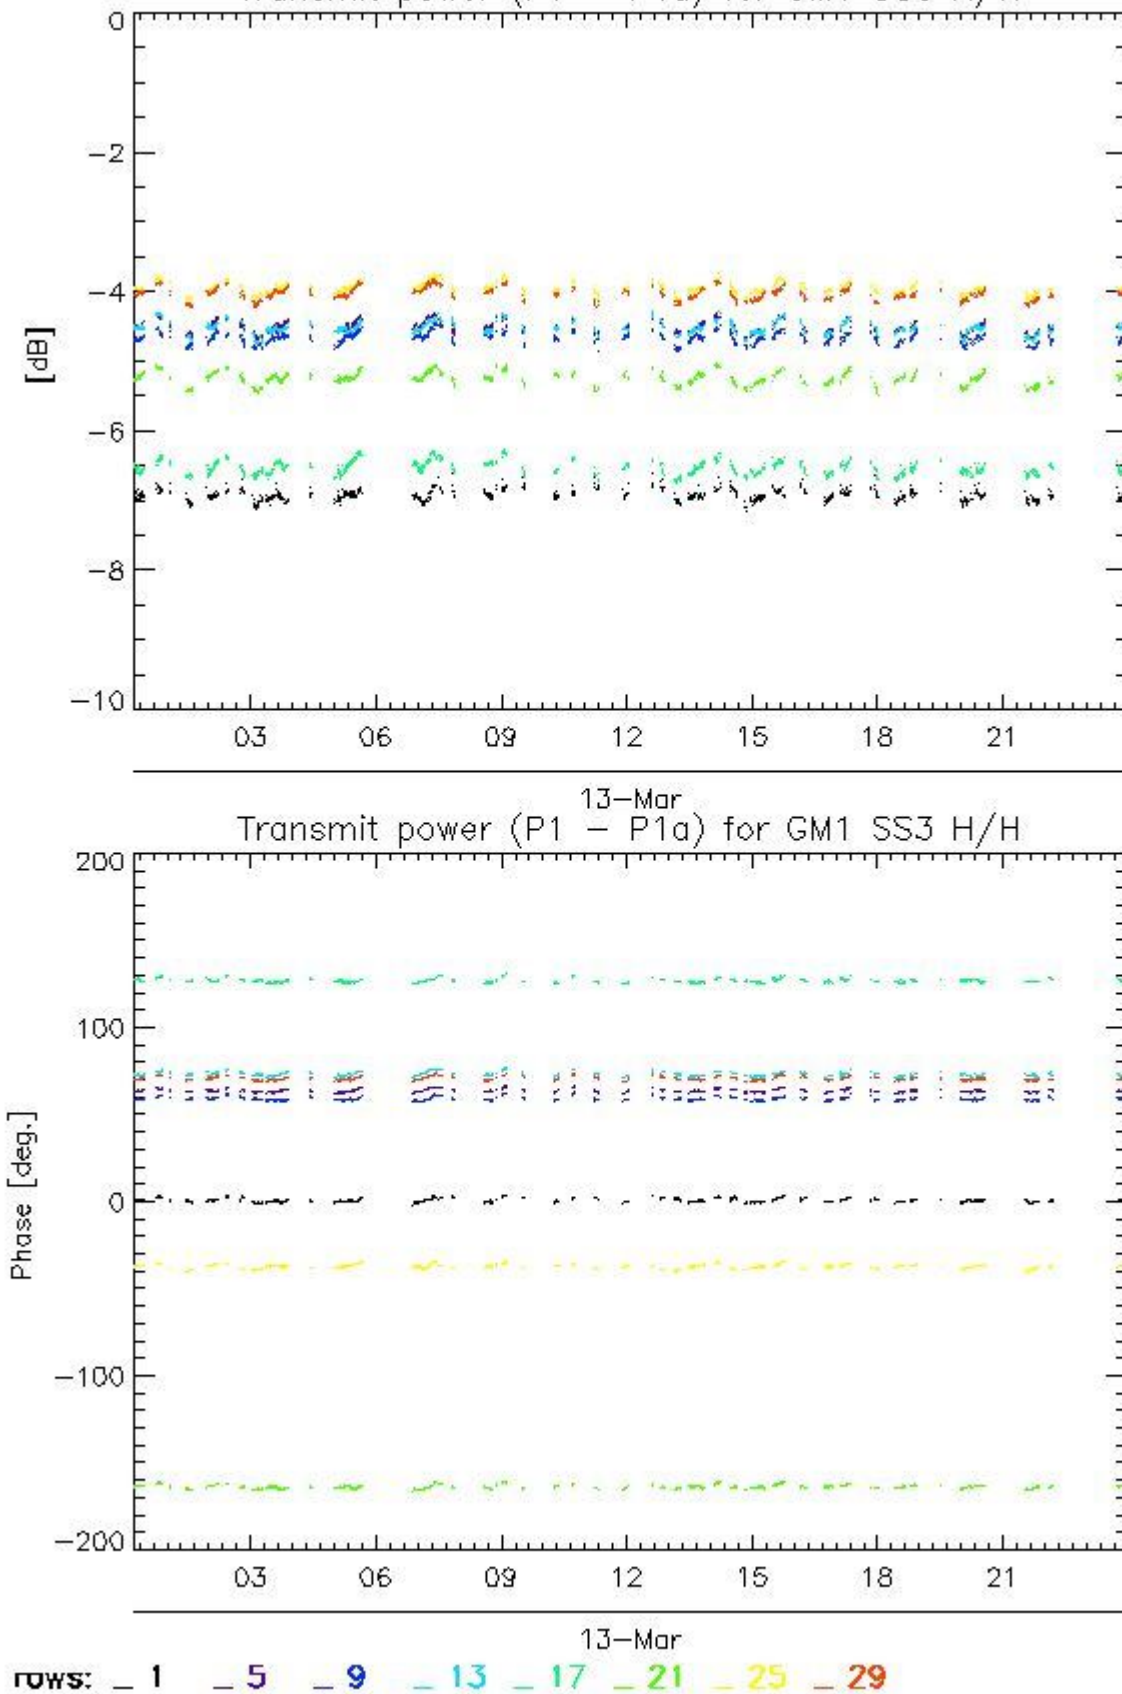 0
−2
−4
−6
−8
−10
[dB]
03 06 09 12 15 18 21
13−Mar
Transmit power (P1 − P1a) for GM1 SS3 H/H
200
100
0
−100
−200
Phase [deg.]
03 06 09 12 15 18 21
13−Mar
rows: _ 1 _ 5 _ 9 _ 13 _ 17 _ 21 _ 25 _ 29